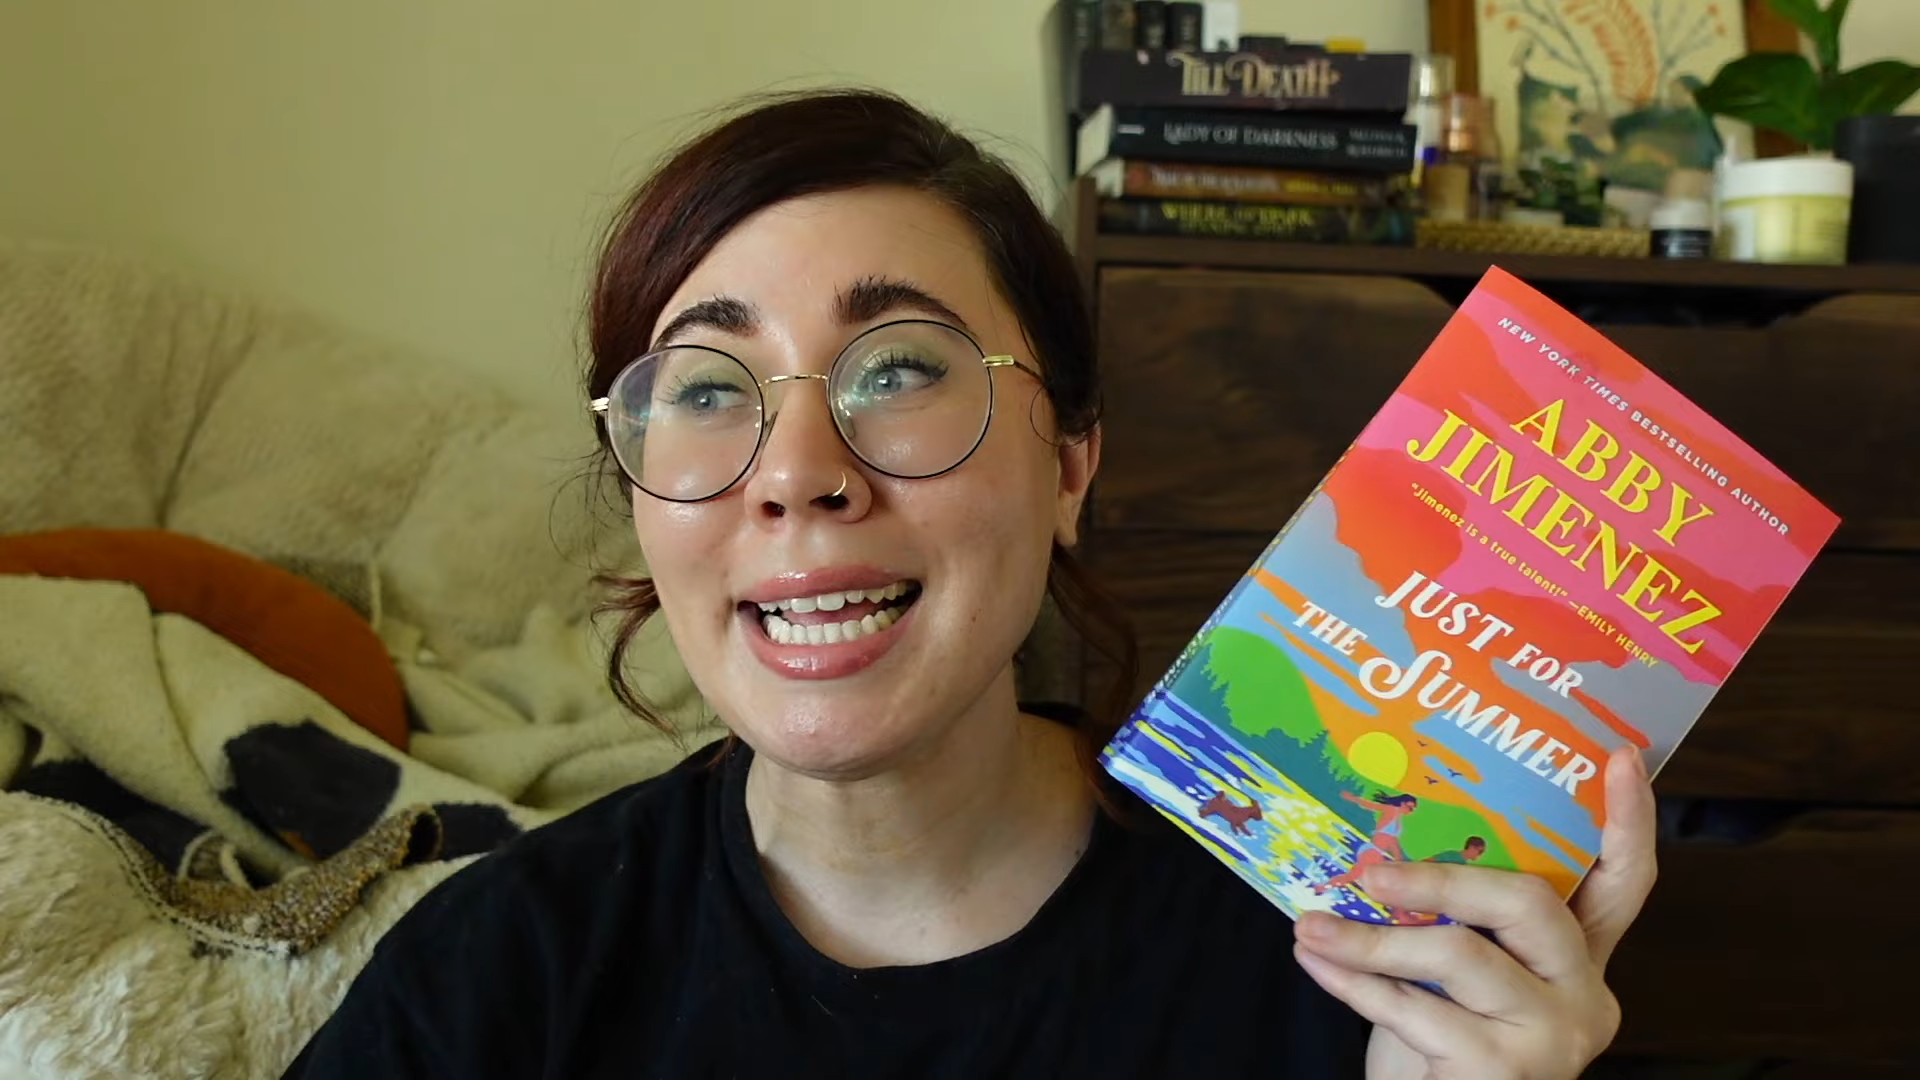 TILL DEATH
LADY OF DARKNESS
NEW YORK TIMES BESTSELLING AUTHOR
ABBY
JIMENEZ
"Jimenez is a true talent!" —EMILY HENRY
JUST FOR
THE SUMMER